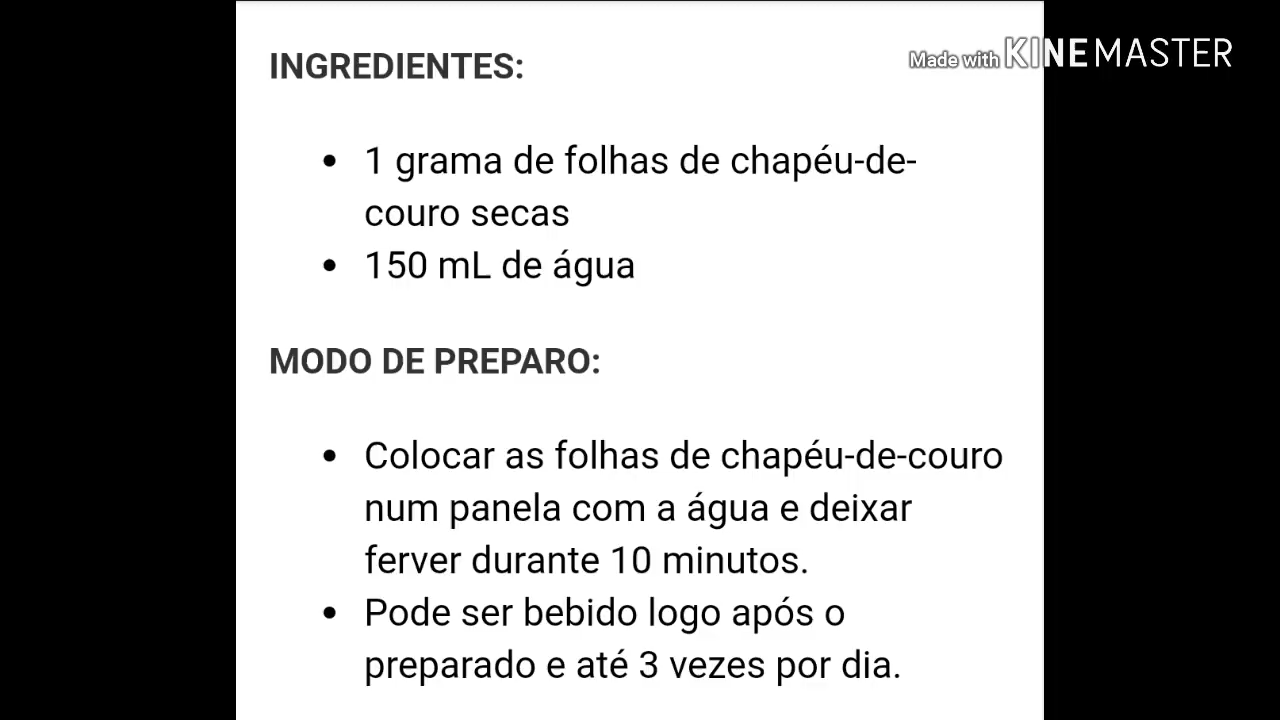 INGREDIENTES:
Made with KINEMASTER
• 1 grama de folhas de chapéu-de-
couro secas
• 150 mL de água
MODO DE PREPARO:
• Colocar as folhas de chapéu-de-couro
num panela com a água e deixar
ferver durante 10 minutos.
• Pode ser bebido logo após o
preparado e até 3 vezes por dia.